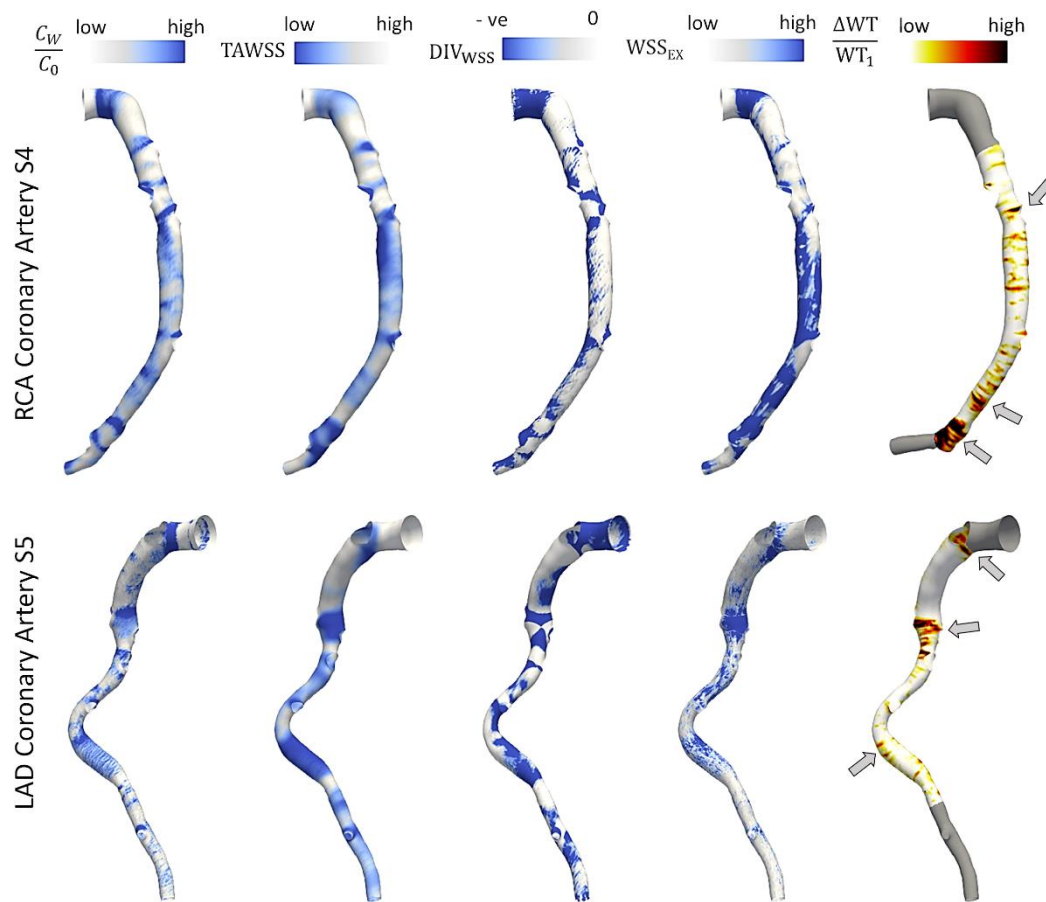 low high
C_W
C_0
low high
TAWSS
- ve 0
DIV_WSS
low high
WSS_EX
low high
ΔWT
WT_1
RCA Coronary Artery S4
LAD Coronary Artery S5